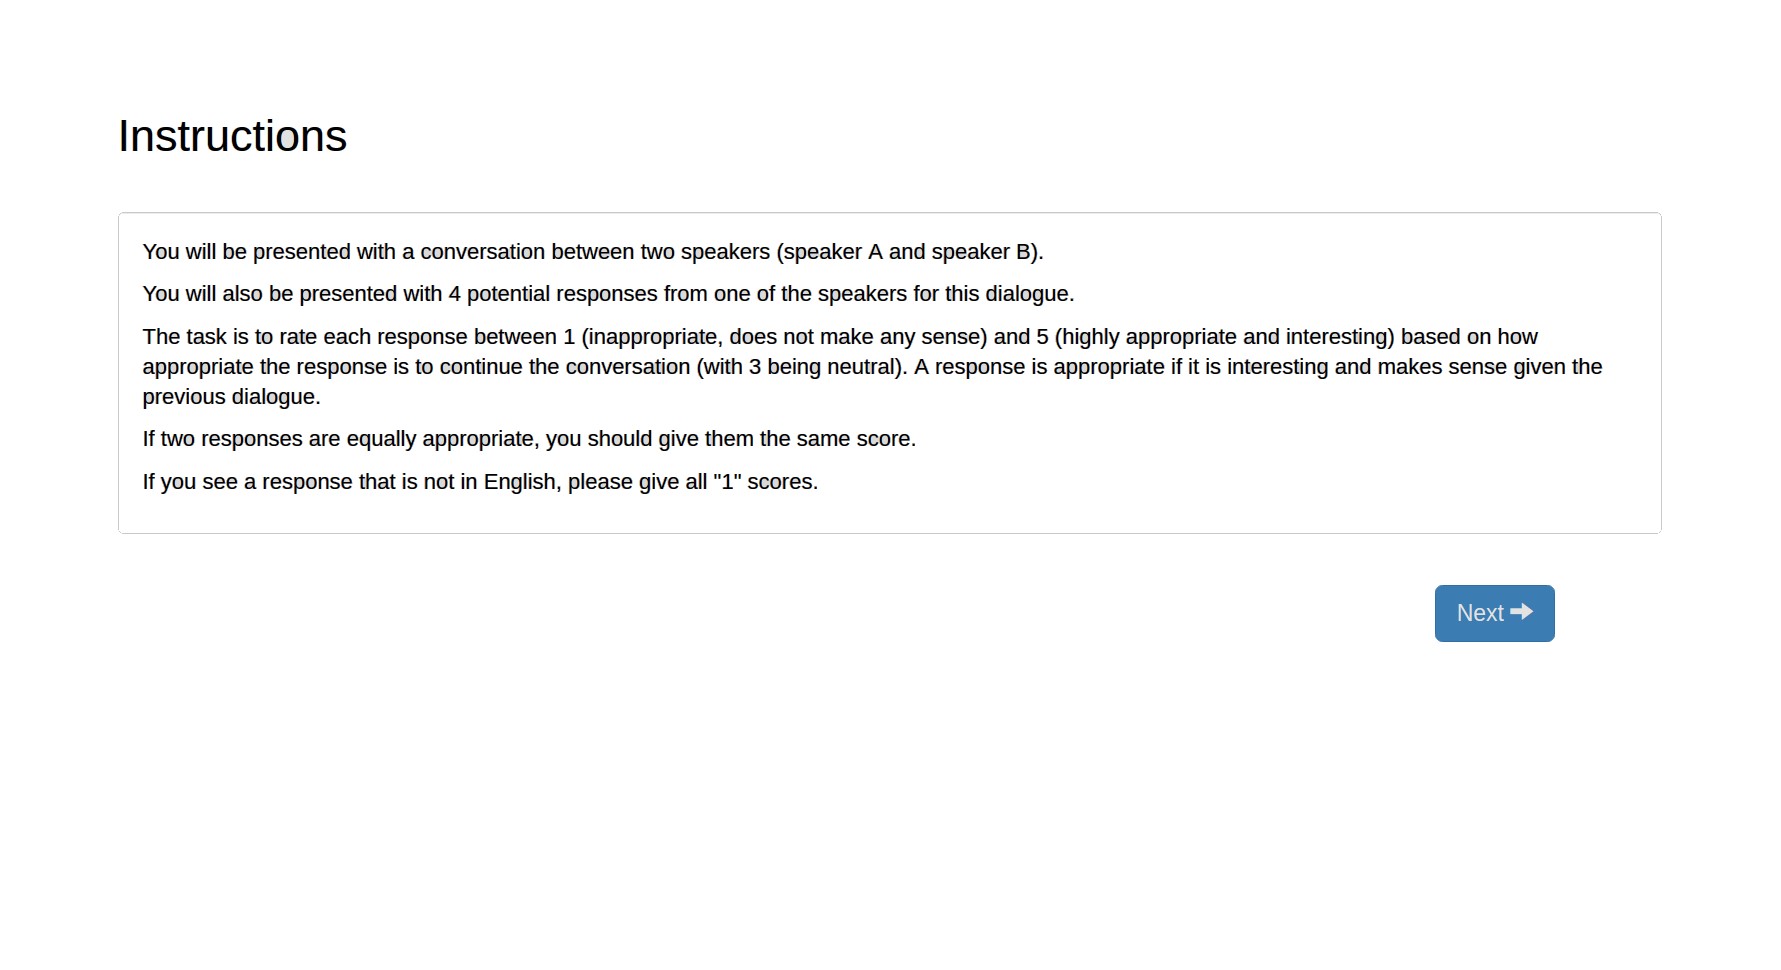 Instructions
You will be presented with a conversation between two speakers (speaker A and speaker B).
You will also be presented with 4 potential responses from one of the speakers for this dialogue.
The task is to rate each response between 1 (inappropriate, does not make any sense) and 5 (highly appropriate and interesting) based on how
appropriate the response is to continue the conversation (with 3 being neutral). A response is appropriate if it is interesting and makes sense given the
previous dialogue.
If two responses are equally appropriate, you should give them the same score.
If you see a response that is not in English, please give all "1" scores.
Next